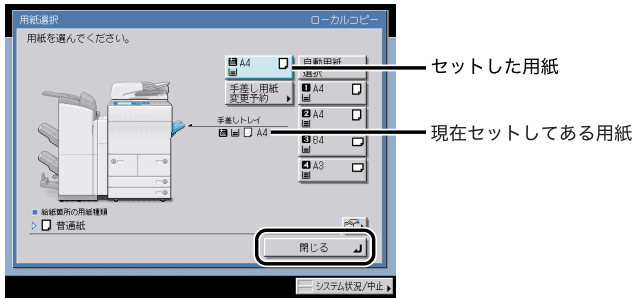 用紙選択
ローカルコピー
用紙を選んでください。
A4
自動用紙
選択
セットした用紙
手差し用紙
変更予約
1 A4
手差しトレイ
2 A4
A4
現在セットしてある用紙
3 B4
4 A3
給紙箇所の用紙種類
普通紙
閉じる
システム状況/中止